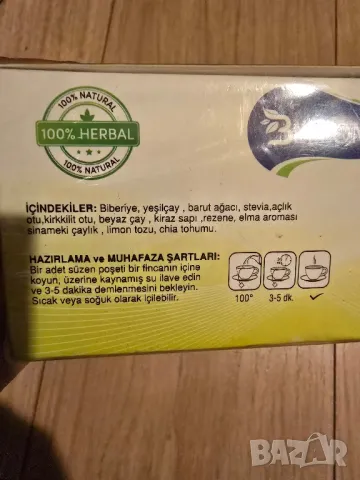 100% NATURAL
100% HERBAL
100% NATURAL
İÇİNDEKİLER: Biberiye, yeşilçay , barut ağacı, stevia,açlık
otu,kirkkilit otu, beyaz çay , kiraz sapı ,rezene, elma aroması
sinameki çaylık , limon tozu, chia tohumu.
HAZIRLAMA ve MUHAFAZA ŞARTLARI:
Bir adet süzen poşeti bir fincanın içine
koyun, üzerine kaynamış su ilave edin
ve 3-5 dakika demlenmesini bekleyin.
Sıcak veya soğuk olarak içilebilir.
100° 3-5 dk.
BAZAR
bg